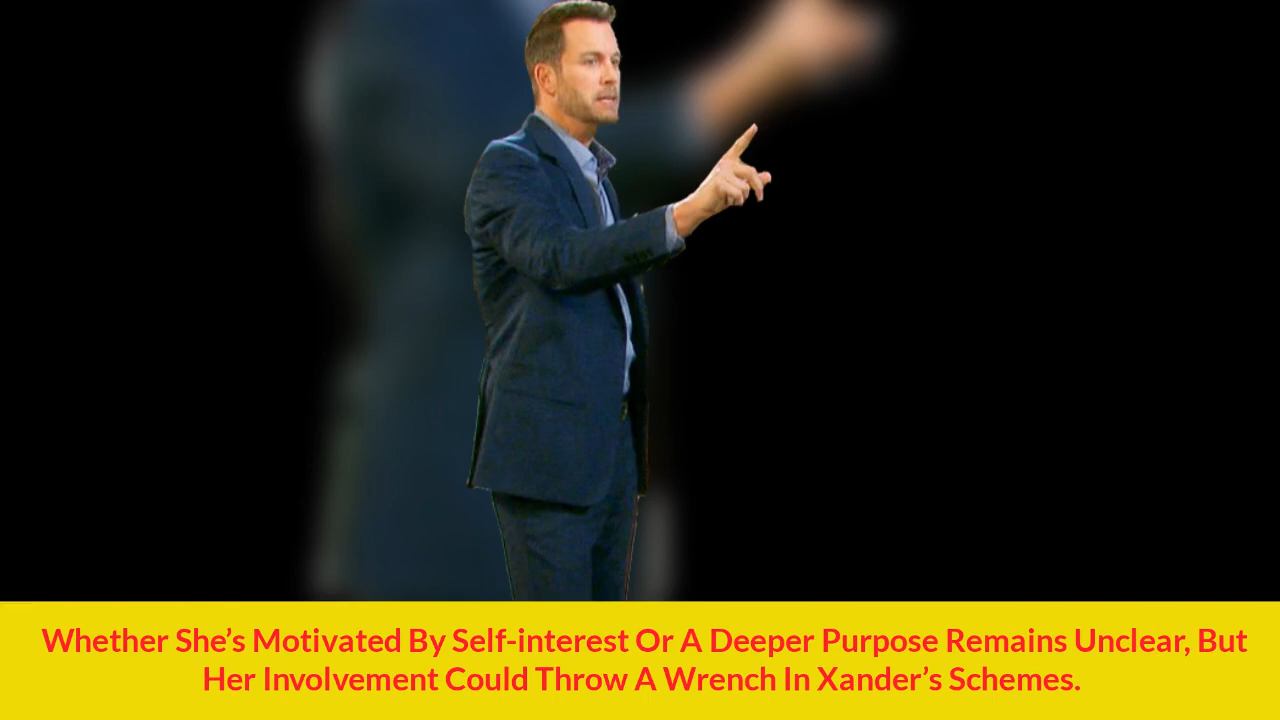 Whether She’s Motivated By Self-interest Or A Deeper Purpose Remains Unclear, But
Her Involvement Could Throw A Wrench In Xander’s Schemes.